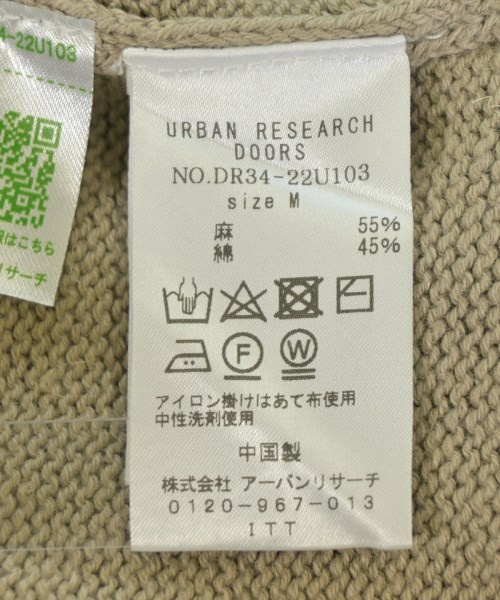 34-22U103
はこちら
リサーチ
URBAN RESEARCH
DOORS
NO.DR34-22U103
size M
麻 55%
綿 45%
F W
アイロン掛けはあて布使用
中性洗剤使用
中国製
株式会社 アーバンリサーチ
0120-967-013
ITT